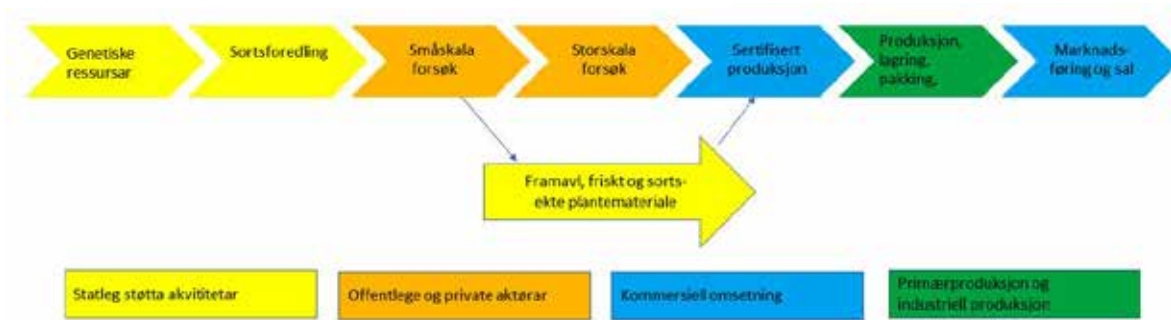 Genetiske
ressursar
Sortsforedling
Småskala
forsøk
Storskala
forsøk
Sertifisert
produksjon
Produksjon,
lagring,
pakking,
Marknads-
føring og sal
Framavl, friskt og sorts-
ekte plantemateriale
Statleg støtta akvititetar
Offentlege og private aktørar
Kommersiell omsetning
Primærproduksjon og
industriell produksjon